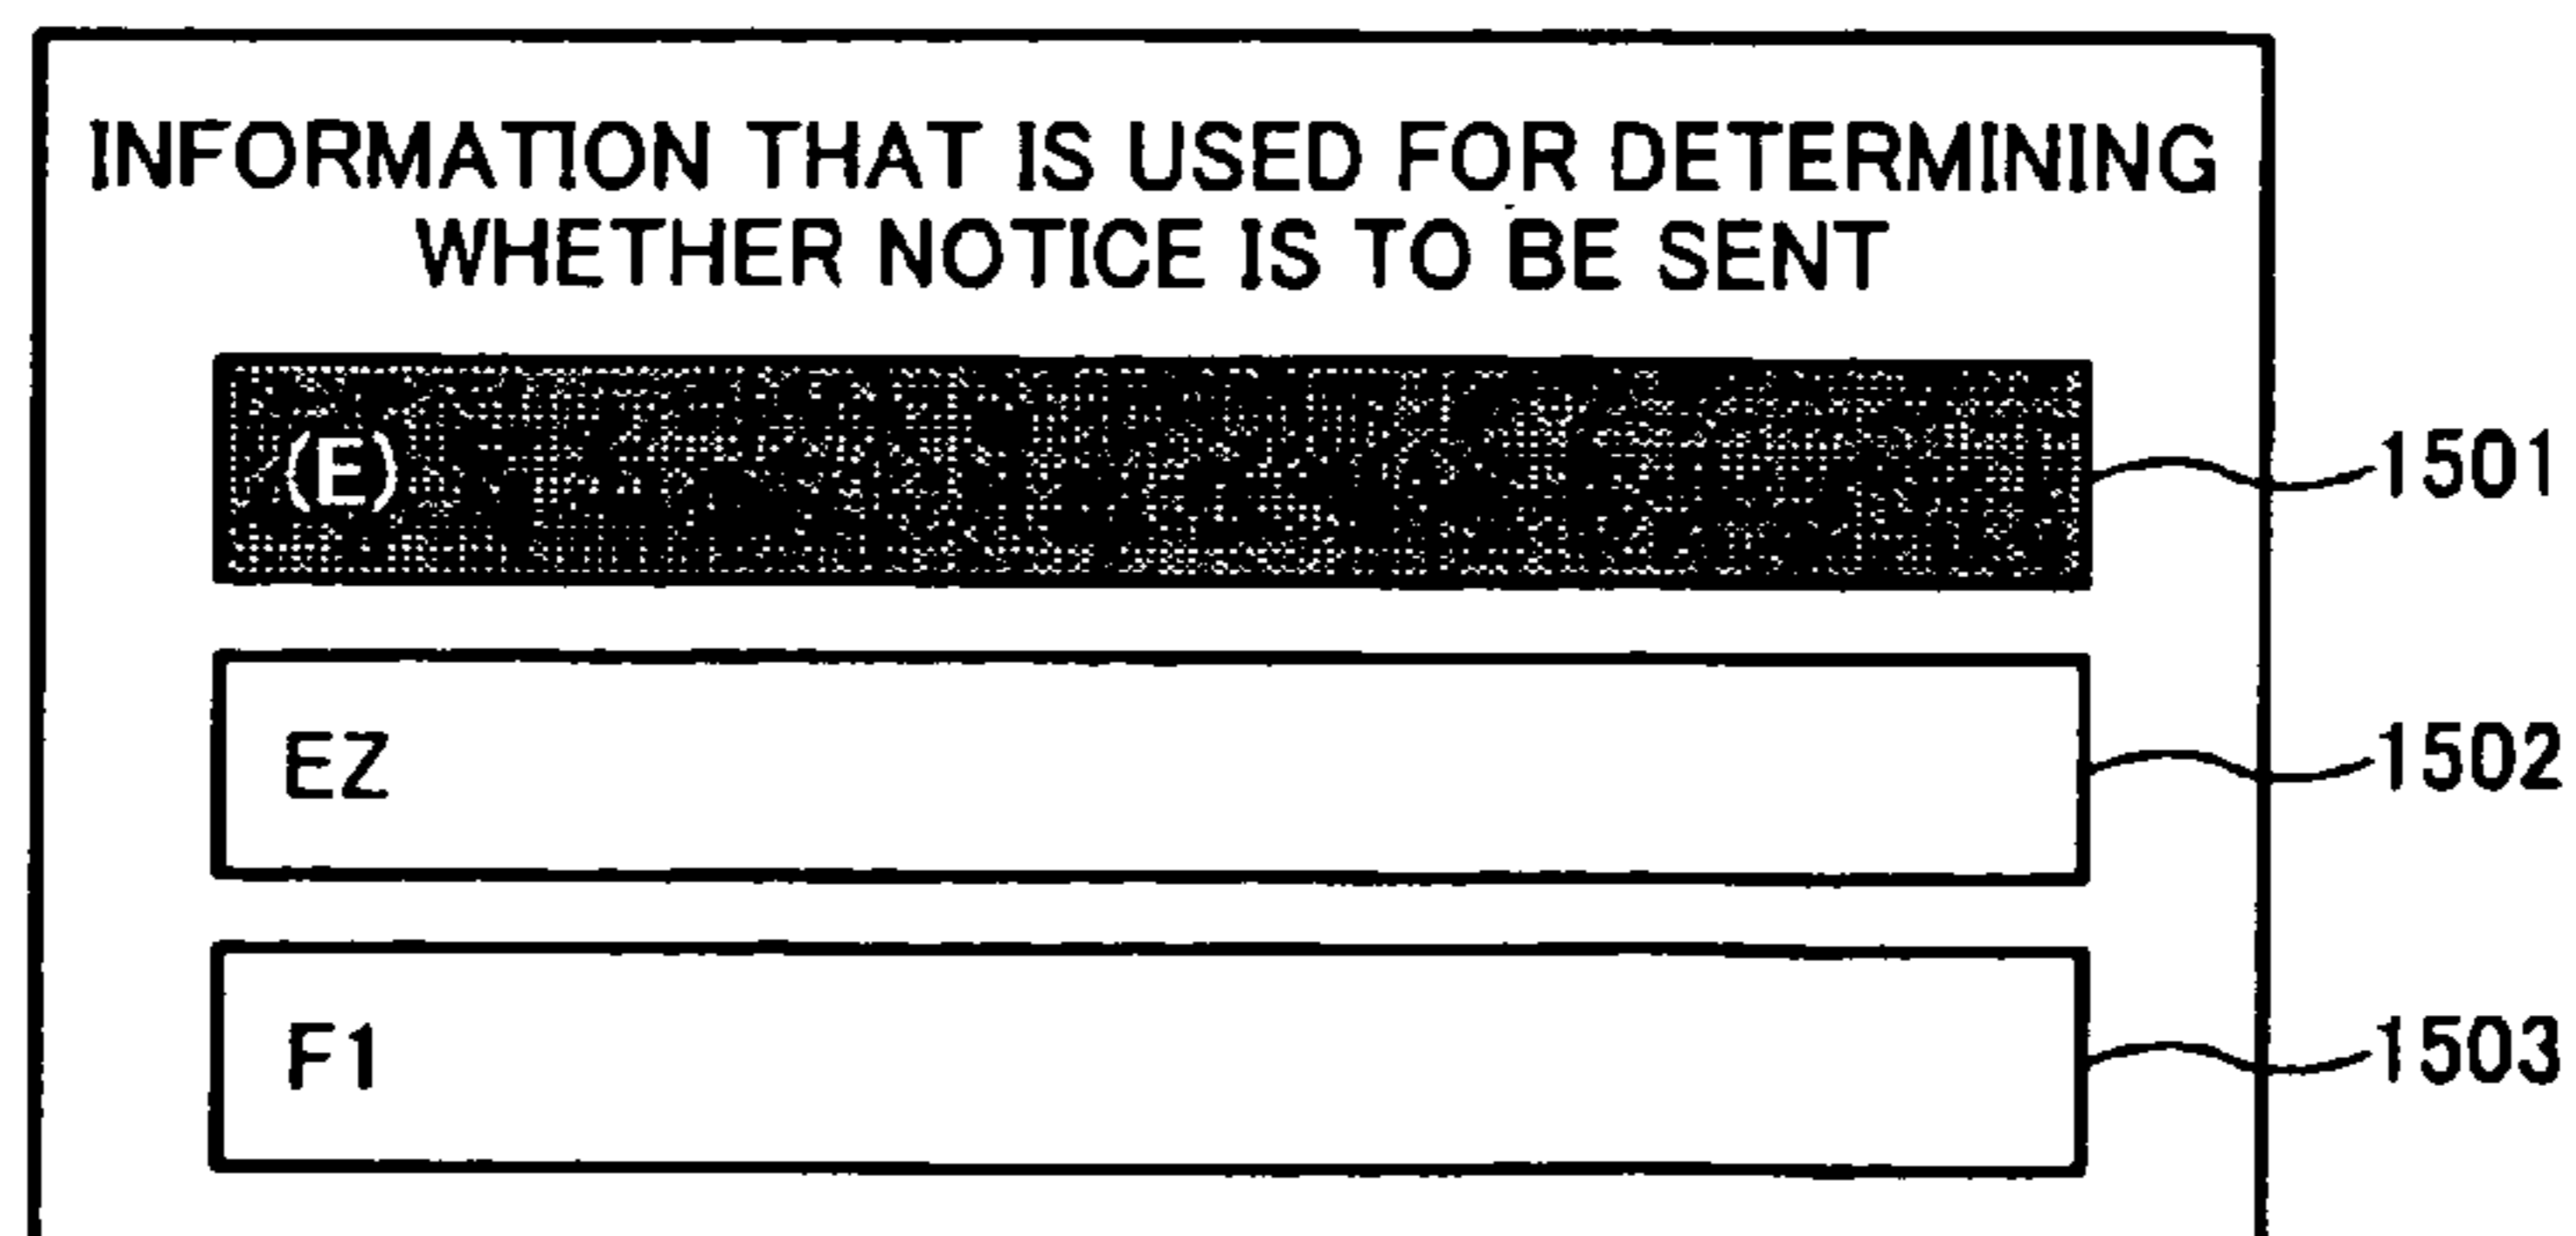 INFORMATION THAT IS USED FOR DETERMINING
WHETHER NOTICE IS TO BE SENT
(E)
1501
EZ
1502
F1
1503